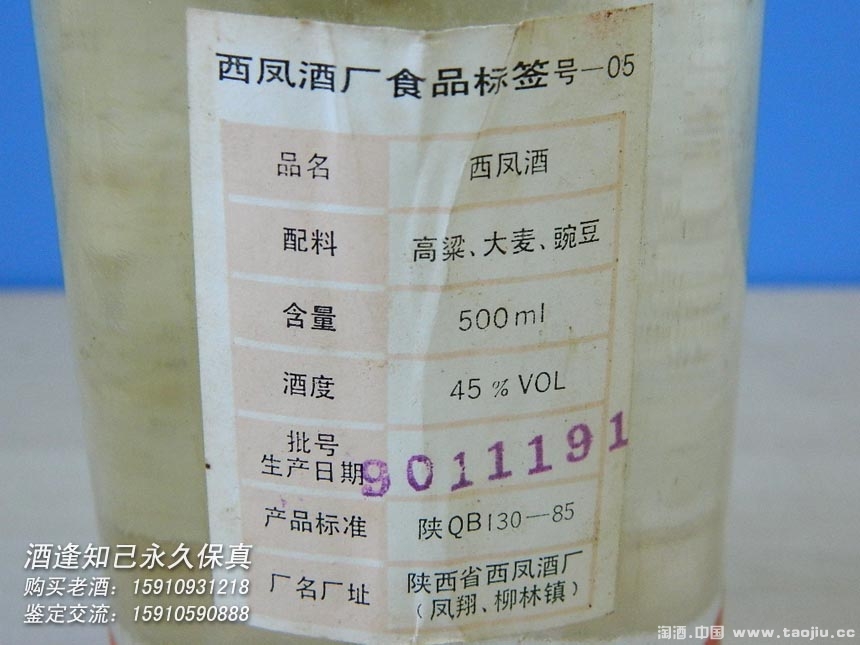 西凤酒厂食品标签号—05
品名 西凤酒
配料 高粱、大麦、豌豆
含量 500ml
酒度 45%VOL
批号
生产日期 9011191
产品标准 陕QB130—85
厂名厂址 陕西省西凤酒厂
（凤翔、柳林镇）
酒逢知己永久保真
购买老酒：15910931218
鉴定交流：15910590888
淘酒.中国 www.taojiu.cc